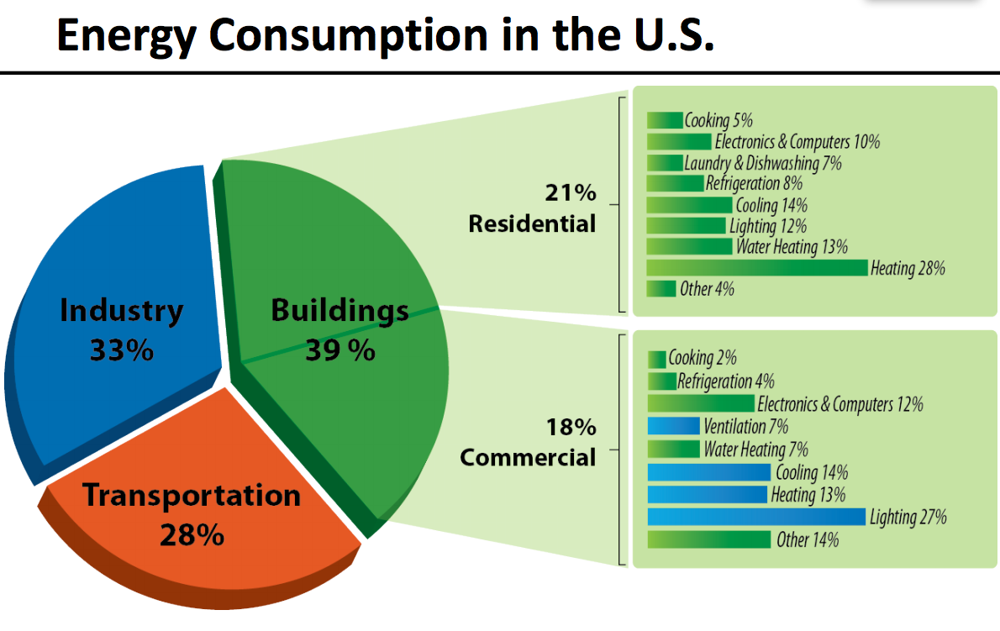 Energy Consumption in the U.S.
Industry
33%
Buildings
39 %
Transportation
28%
21%
Residential
Cooking 5%
Electronics & Computers 10%
Laundry & Dishwashing 7%
Refrigeration 8%
Cooling 14%
Lighting 12%
Water Heating 13%
Heating 28%
Other 4%
18%
Commercial
Cooking 2%
Refrigeration 4%
Electronics & Computers 12%
Ventilation 7%
Water Heating 7%
Cooling 14%
Heating 13%
Lighting 27%
Other 14%